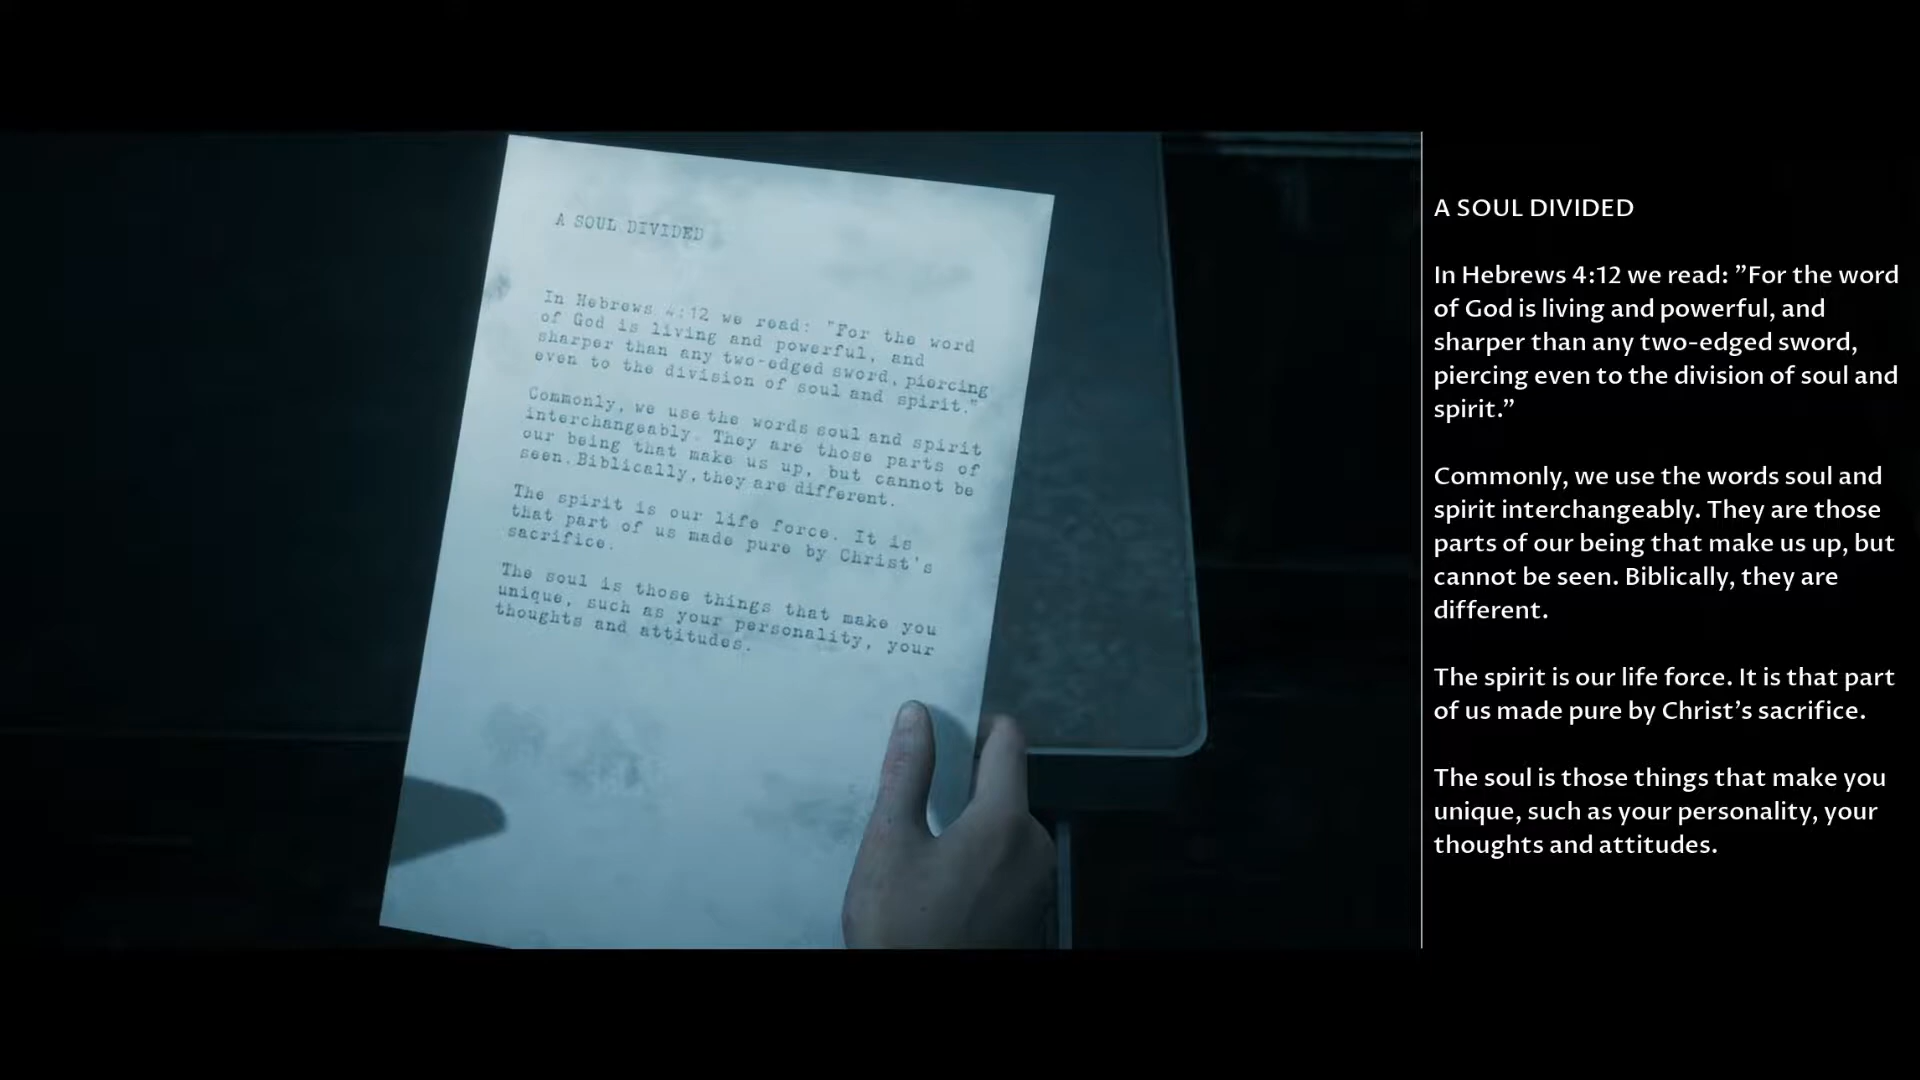 A SOUL DIVIDED
In Hebrews 4:12 we read: "For the word
of God is living and powerful, and
sharper than any two-edged sword, piercing
even to the division of soul and spirit."
Commonly, we use the words soul and spirit
interchangeably. They are those parts of
our being that make us up, but cannot be
seen. Biblically, they are different.
The spirit is our life force. It is
that part of us made pure by Christ's
sacrifice.
The soul is those things that make you
unique, such as your personality, your
thoughts and attitudes.
A SOUL DIVIDED
In Hebrews 4:12 we read: ”For the word
of God is living and powerful, and
sharper than any two-edged sword,
piercing even to the division of soul and
spirit.”
Commonly, we use the words soul and
spirit interchangeably. They are those
parts of our being that make us up, but
cannot be seen. Biblically, they are
different.
The spirit is our life force. It is that part
of us made pure by Christ’s sacrifice.
The soul is those things that make you
unique, such as your personality, your
thoughts and attitudes.